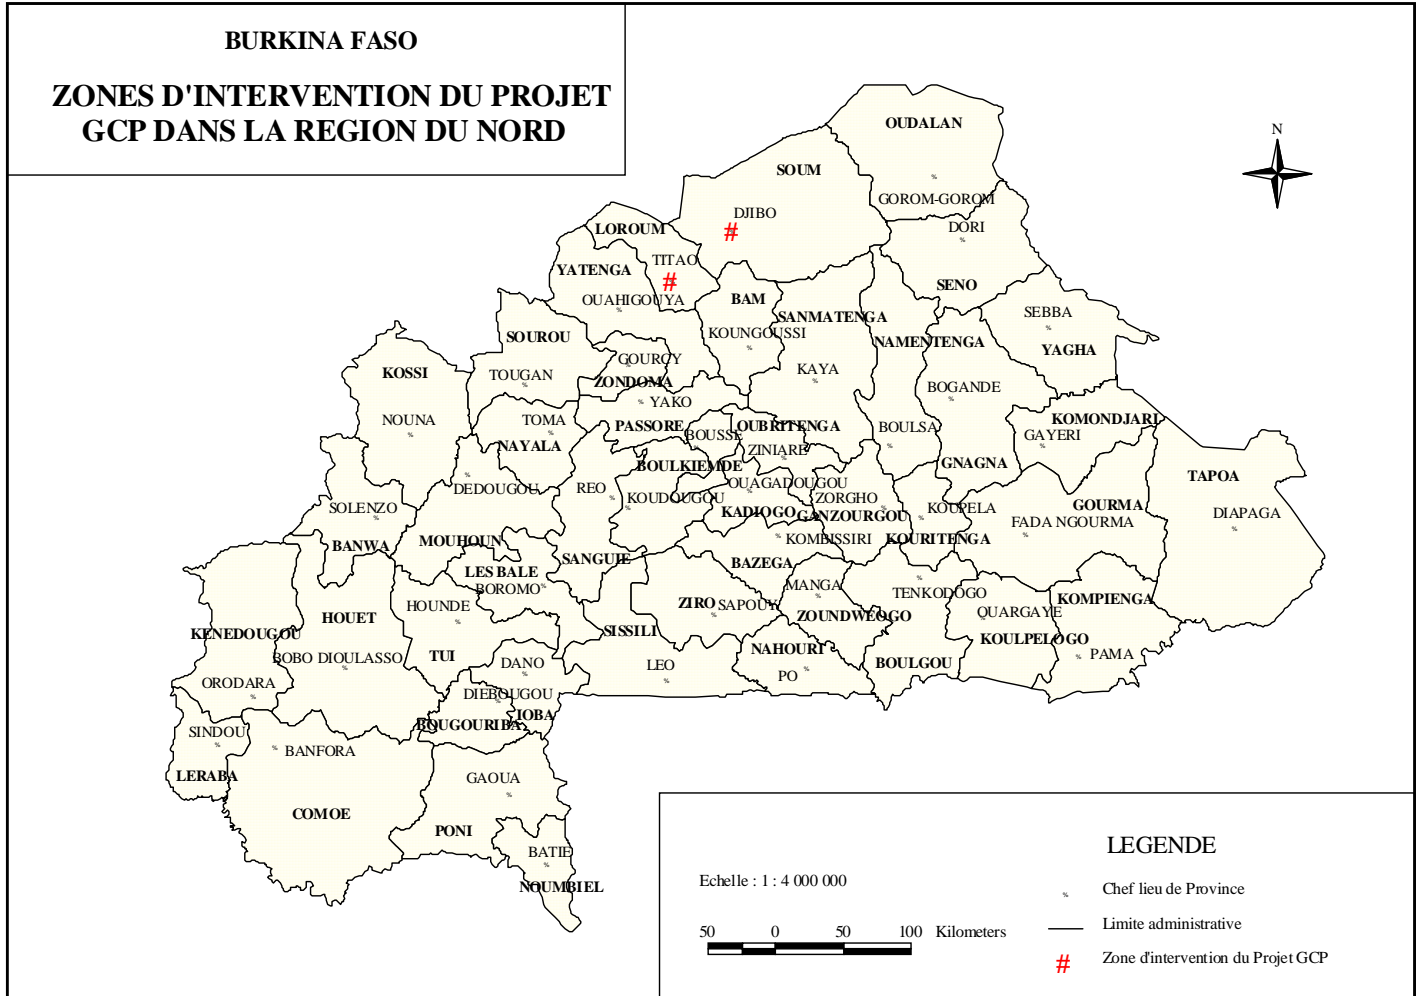 BURKINA FASO
ZONES D'INTERVENTION DU PROJET
GCP DANS LA REGION DU NORD
N
OUDALAN
SOUM
GOROM-GOROM
DJIBO
#
LOROUM
DORI
TITAO
#
YATENGA
SENO
OUAHIGOUYA
BAM
SANMATENGA
SEBBA
KOUNGOUSSI
SOUROU
NAMENTENGA
YAGHA
GOURCY
KOSSI
TOUGAN
ZONDOMA
KAYA
BOGANDE
YAKO
NOUNA
TOMA
PASSORE
OUBRITENGA
KOMONDJARI
BOUSSE
BOULSA
GAYERI
NAYALA
ZINIARE
BOULKIEMDE
GNAGNA
TAPOA
DEDOUGOU
REO
OUAGADOUGOU
KOUDOUGOU
ZORGHO
GOURMA
SOLENZO
KADIOGO
GANZOURGOU
KOUPELA
FADA NGOURMA
DIAPAGA
BANWA
MOUHOUN
KOMBISSIRI
KOURITENGA
SANGUIE
BAZEGA
LES BALE
BOROMO
MANGA
TENKODOGO
HOUNDE
ZIRO
SAPOUY
QUARGAYE
KOMPIENGA
HOUET
ZOUNDWEOGO
KENEDOUGOU
SISSILI
KOULPELOGO
BOBO DIOULASSO
TUI
DANO
LEO
NAHOURI
BOULGOU
PAMA
ORODARA
PO
DIEBOUGOU
IOBA
BOUGOURIBA
SINDOU
BANFORA
LERABA
GAOUA
COMOE
PONI
BATIE
NOUMBIEL
LEGENDE
Echelle : 1 : 4 000 000
Chef lieu de Province
Limite administrative
50 0 50 100 Kilometers
# Zone d'intervention du Projet GCP